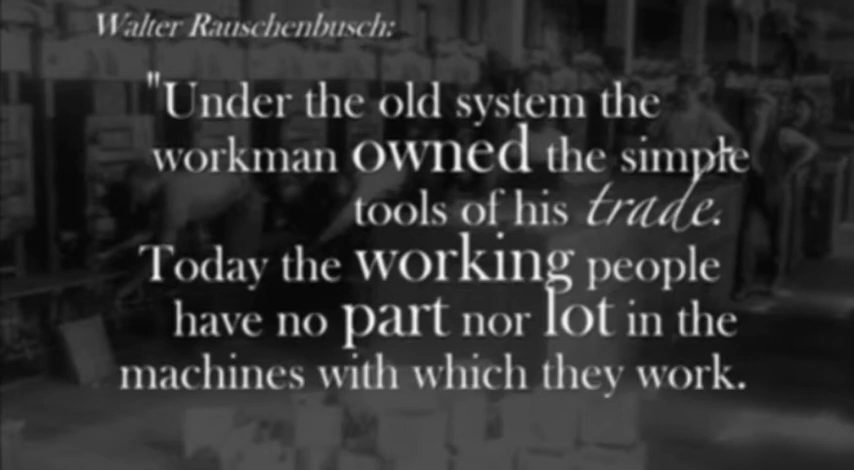 Walter Rauschenbusch:
"Under the old system the
workman owned the simple
tools of his trade.
Today the working people
have no part nor lot in the
machines with which they work.